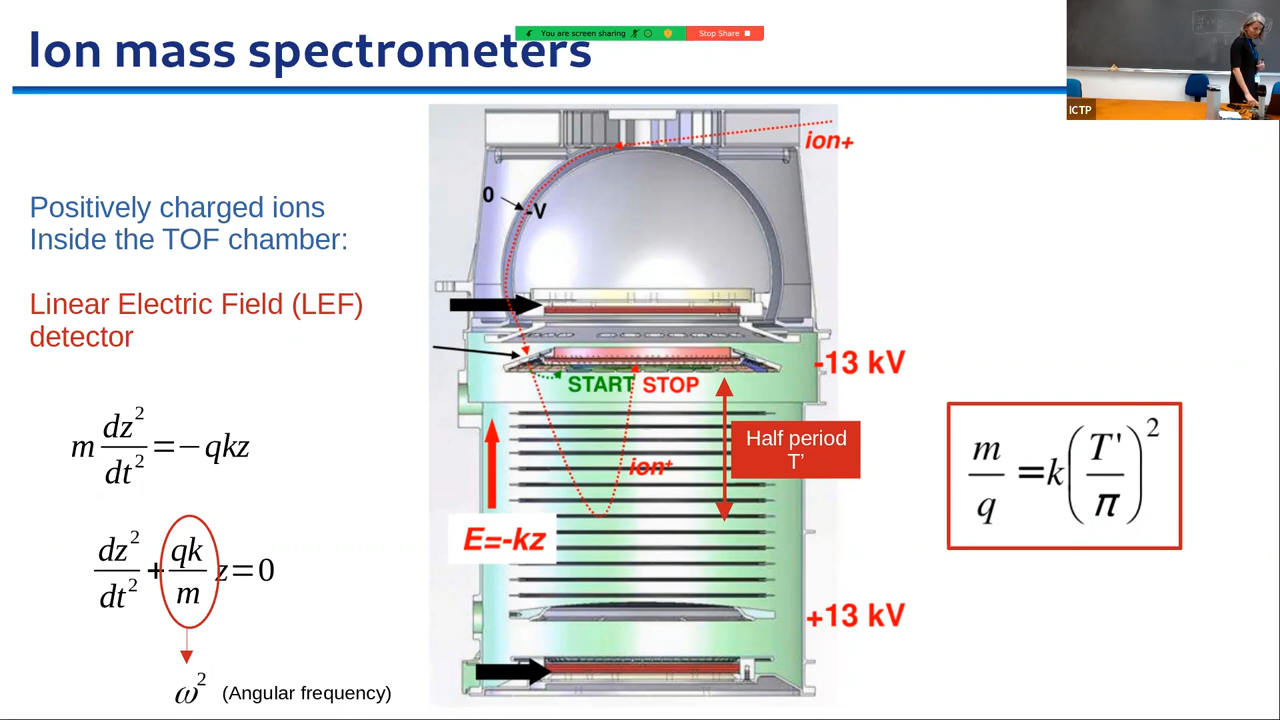 Ion mass spectrometers
You are screen sharing
Stop Share
ICTP
Positively charged ions
Inside the TOF chamber:
Linear Electric Field (LEF)
detector
m dz²/dt² = − qkz
dz²/dt² + qk/m z = 0
ω² (Angular frequency)
ion+
0
-V
-13 kV
START STOP
Half period
T’
ion+
E=-kz
+13 kV
m/q = k(T'/π)²